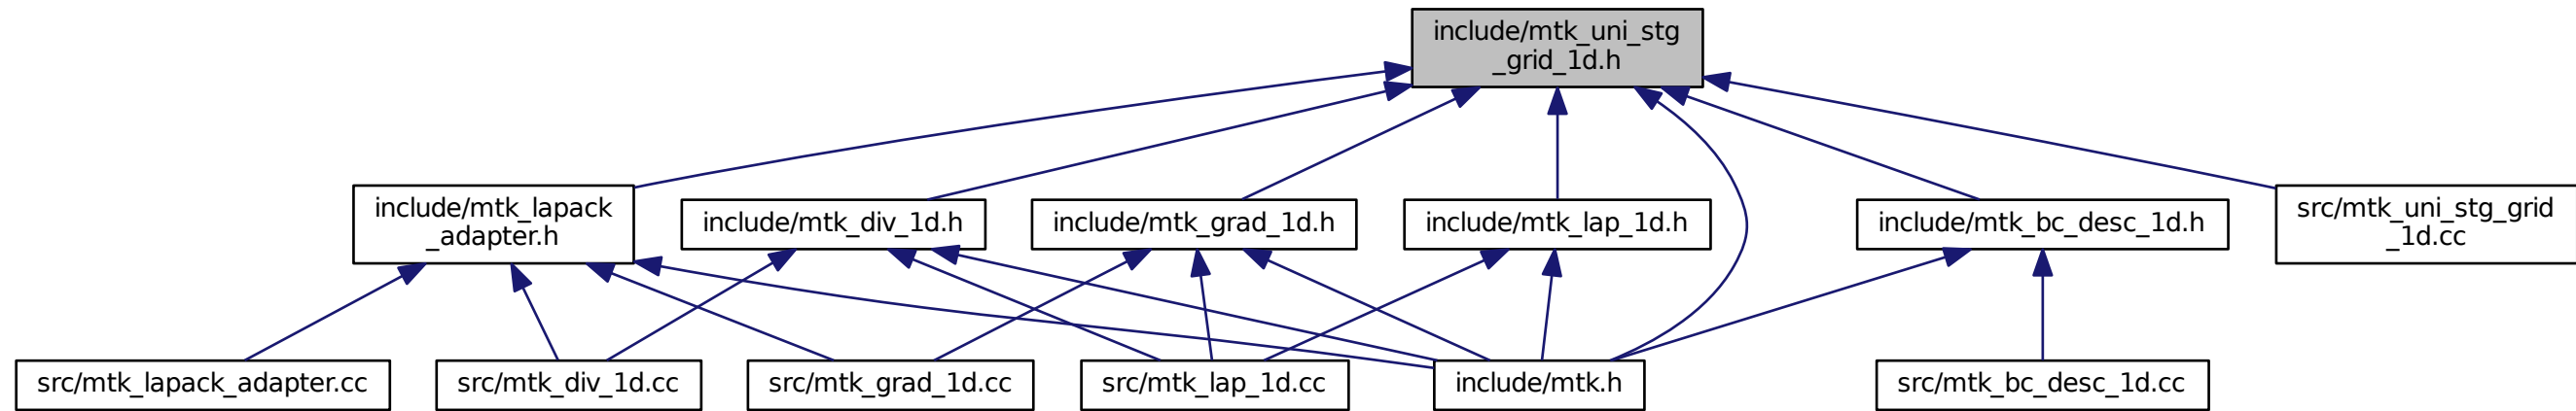 include/mtk_uni_stg
_grid_1d.h
include/mtk_lapack
_adapter.h
include/mtk_div_1d.h
include/mtk_grad_1d.h
include/mtk_lap_1d.h
include/mtk_bc_desc_1d.h
src/mtk_uni_stg_grid
_1d.cc
src/mtk_lapack_adapter.cc
src/mtk_div_1d.cc
src/mtk_grad_1d.cc
src/mtk_lap_1d.cc
include/mtk.h
src/mtk_bc_desc_1d.cc